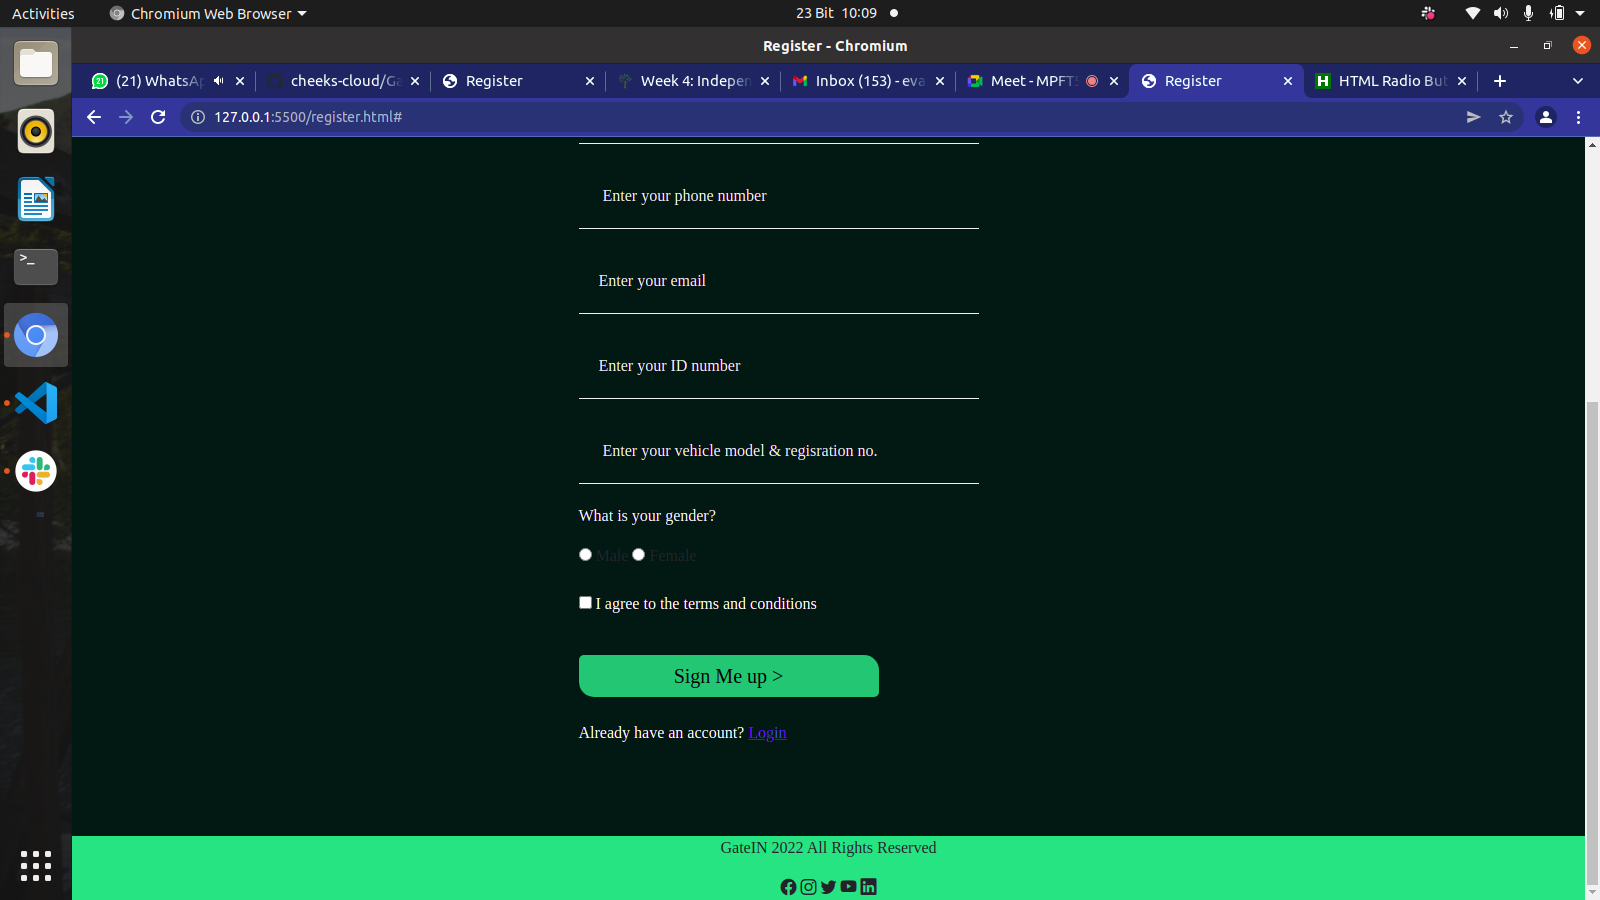 Activities
Chromium Web Browser
23 Bit 10:09
Register - Chromium
(21) WhatsAp
cheeks-cloud/Ga
Register
Week 4: Indepen
Inbox (153) - eva
Meet - MPFTS
Register
HTML Radio But
127.0.0.1:5500/register.html#
Enter your phone number
Enter your email
Enter your ID number
Enter your vehicle model & regisration no.
What is your gender?
Male Female
I agree to the terms and conditions
Sign Me up >
Already have an account? Login
GateIN 2022 All Rights Reserved